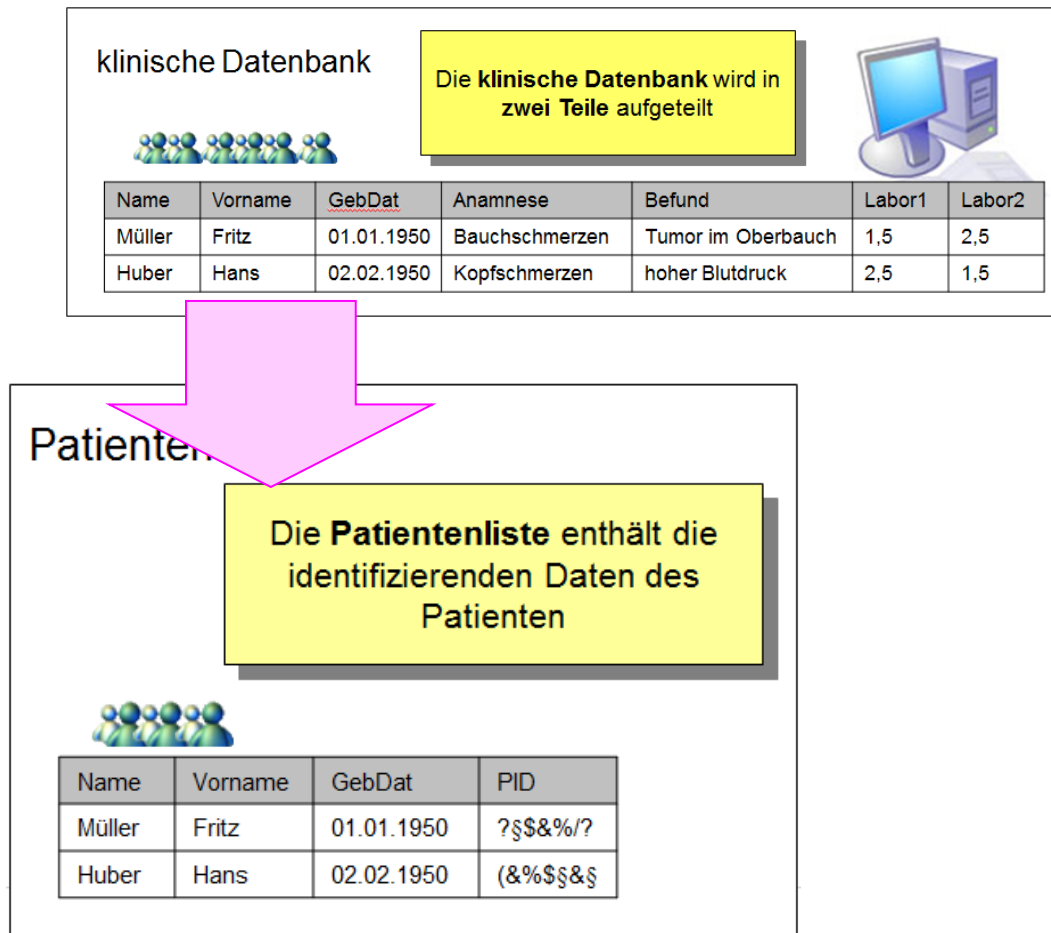 klinische Datenbank
Die klinische Datenbank wird in
zwei Teile aufgeteilt
Name Vorname GebDat Anamnese Befund Labor1 Labor2
Müller Fritz 01.01.1950 Bauchschmerzen Tumor im Oberbauch 1,5 2,5
Huber Hans 02.02.1950 Kopfschmerzen hoher Blutdruck 2,5 1,5
Patienten
Die Patientenliste enthält die
identifizierenden Daten des
Patienten
Name Vorname GebDat PID
Müller Fritz 01.01.1950 ?§$&%/?
Huber Hans 02.02.1950 (&%$§&§